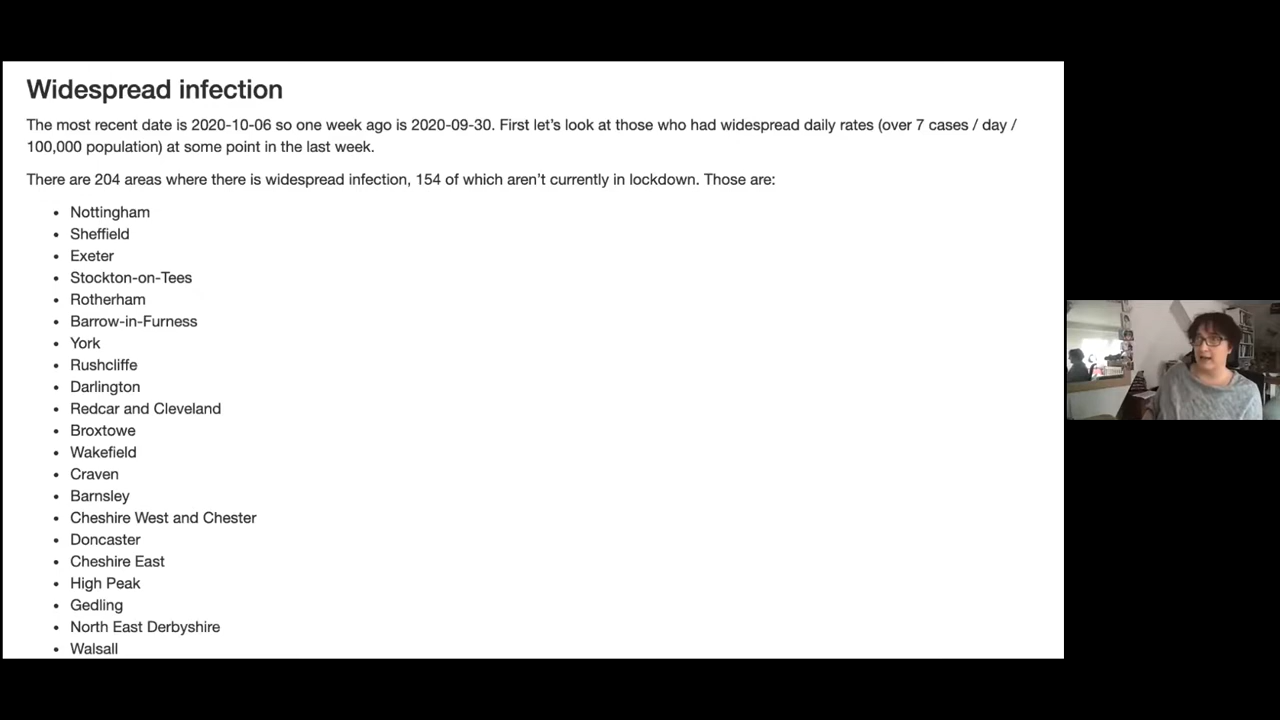 Widespread infection
The most recent date is 2020-10-06 so one week ago is 2020-09-30. First let’s look at those who had widespread daily rates (over 7 cases / day /
100,000 population) at some point in the last week.
There are 204 areas where there is widespread infection, 154 of which aren’t currently in lockdown. Those are:
• Nottingham
• Sheffield
• Exeter
• Stockton-on-Tees
• Rotherham
• Barrow-in-Furness
• York
• Rushcliffe
• Darlington
• Redcar and Cleveland
• Broxtowe
• Wakefield
• Craven
• Barnsley
• Cheshire West and Chester
• Doncaster
• Cheshire East
• High Peak
• Gedling
• North East Derbyshire
• Walsall